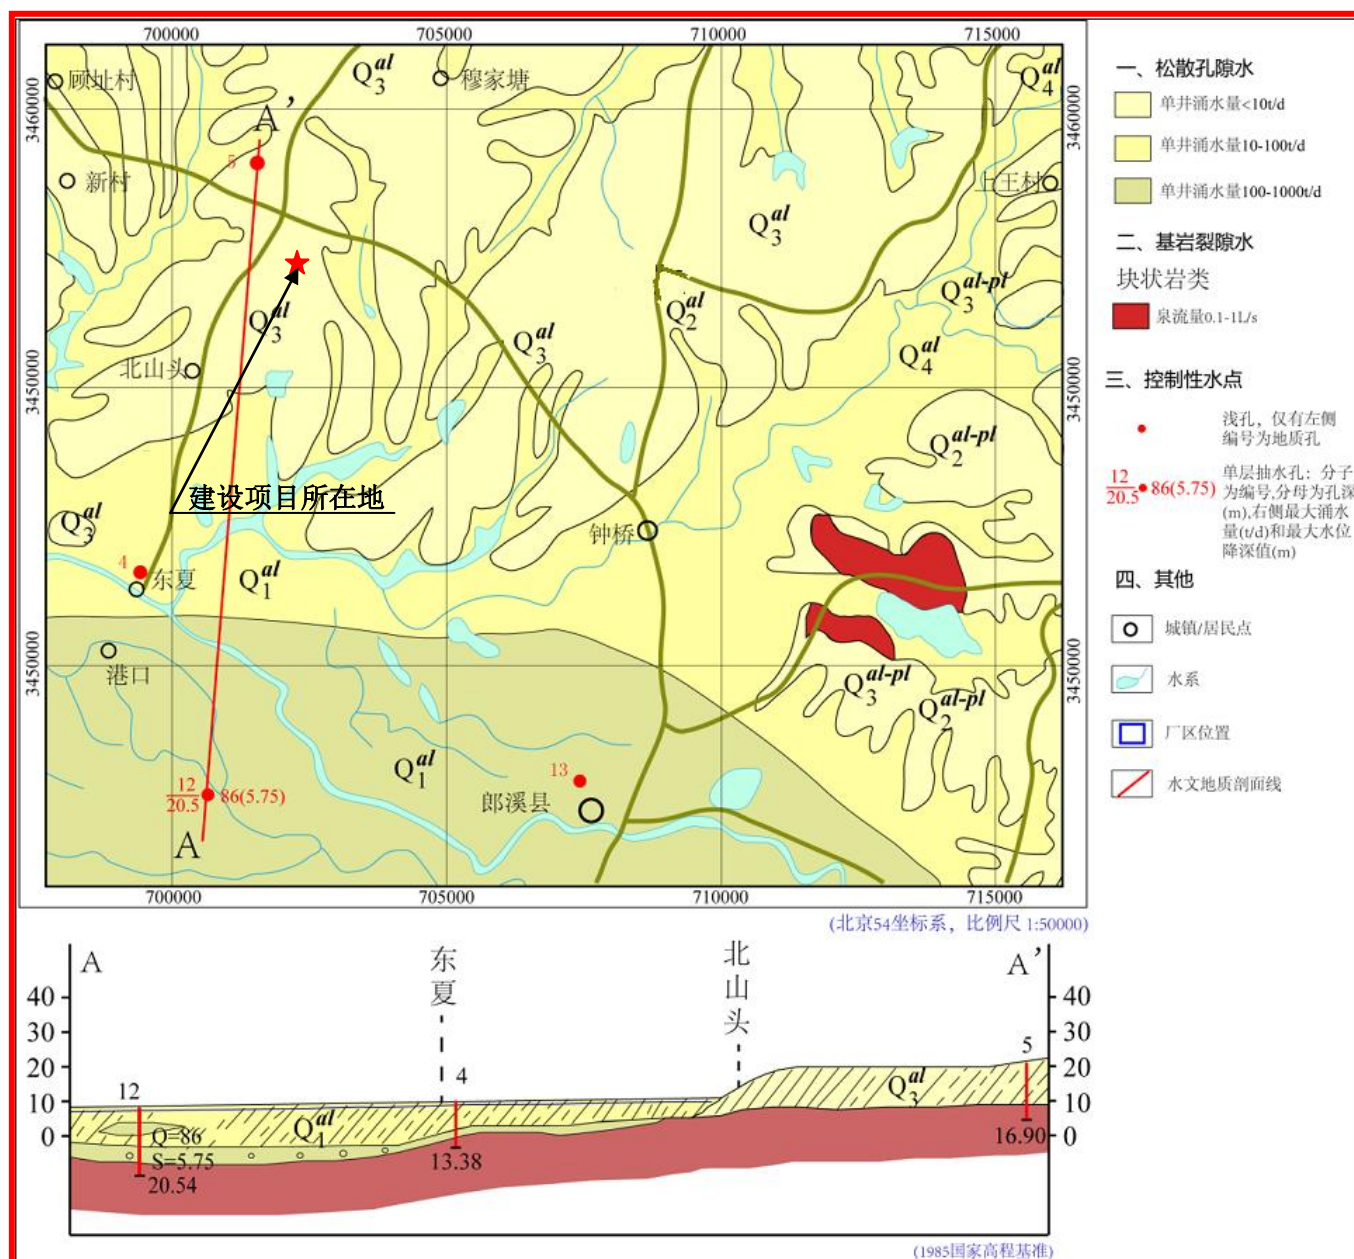 700000
705000
710000
715000
3460000
3450000
3450000
3460000
3450000
3450000
顾址村
Q3al
穆家塘
Q4al
A’
5
新村
上王村
Q3al
Q3al
Q3al-pl
Q2al
Q3al
Q4al
北山头
Q2al-pl
建设项目所在地
Q3al
钟桥
4
东夏
Q1al
港口
Q3al-pl
Q2al-pl
Q1al
13
12
20.5
86(5.75)
郎溪县
A
700000
705000
710000
715000
(北京54坐标系，比例尺 1:50000)
一、松散孔隙水
单井涌水量<10t/d
单井涌水量10-100t/d
单井涌水量100-1000t/d
二、基岩裂隙水
块状岩类
泉流量0.1-1L/s
三、控制性水点
浅孔，仅有左侧
编号为地质孔
12
20.5
86(5.75)
单层抽水孔：分子
为编号,分母为孔深
(m),右侧最大涌水
量(t/d)和最大水位
降深值(m)
四、其他
城镇/居民点
水系
厂区位置
水文地质剖面线
A
东夏
北山头
A’
40
30
20
10
0
40
30
20
10
0
12
4
5
Q=86
S=5.75
20.54
Q1al
13.38
Q3al
16.90
(1985国家高程基准)